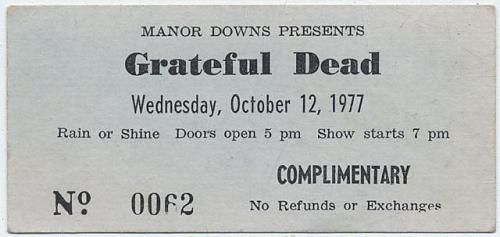 MANOR DOWNS PRESENTS
Grateful Dead
Wednesday, October 12, 1977
Rain or Shine Doors open 5 pm Show starts 7 pm
COMPLIMENTARY
Nº 0062 No Refunds or Exchanges